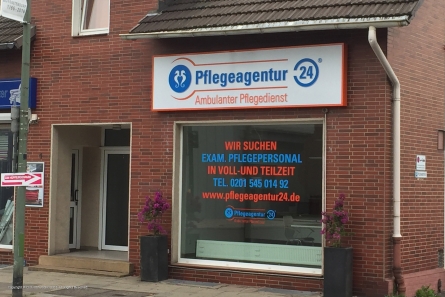 Pflegeagentur 24
Ambulanter Pflegedienst
WIR SUCHEN
EXAM. PFLEGEPERSONAL
IN VOLL-UND TEILZEIT
TEL. 0201 545 014 92
www.pflegeagentur24.de
Pflegeagentur 24